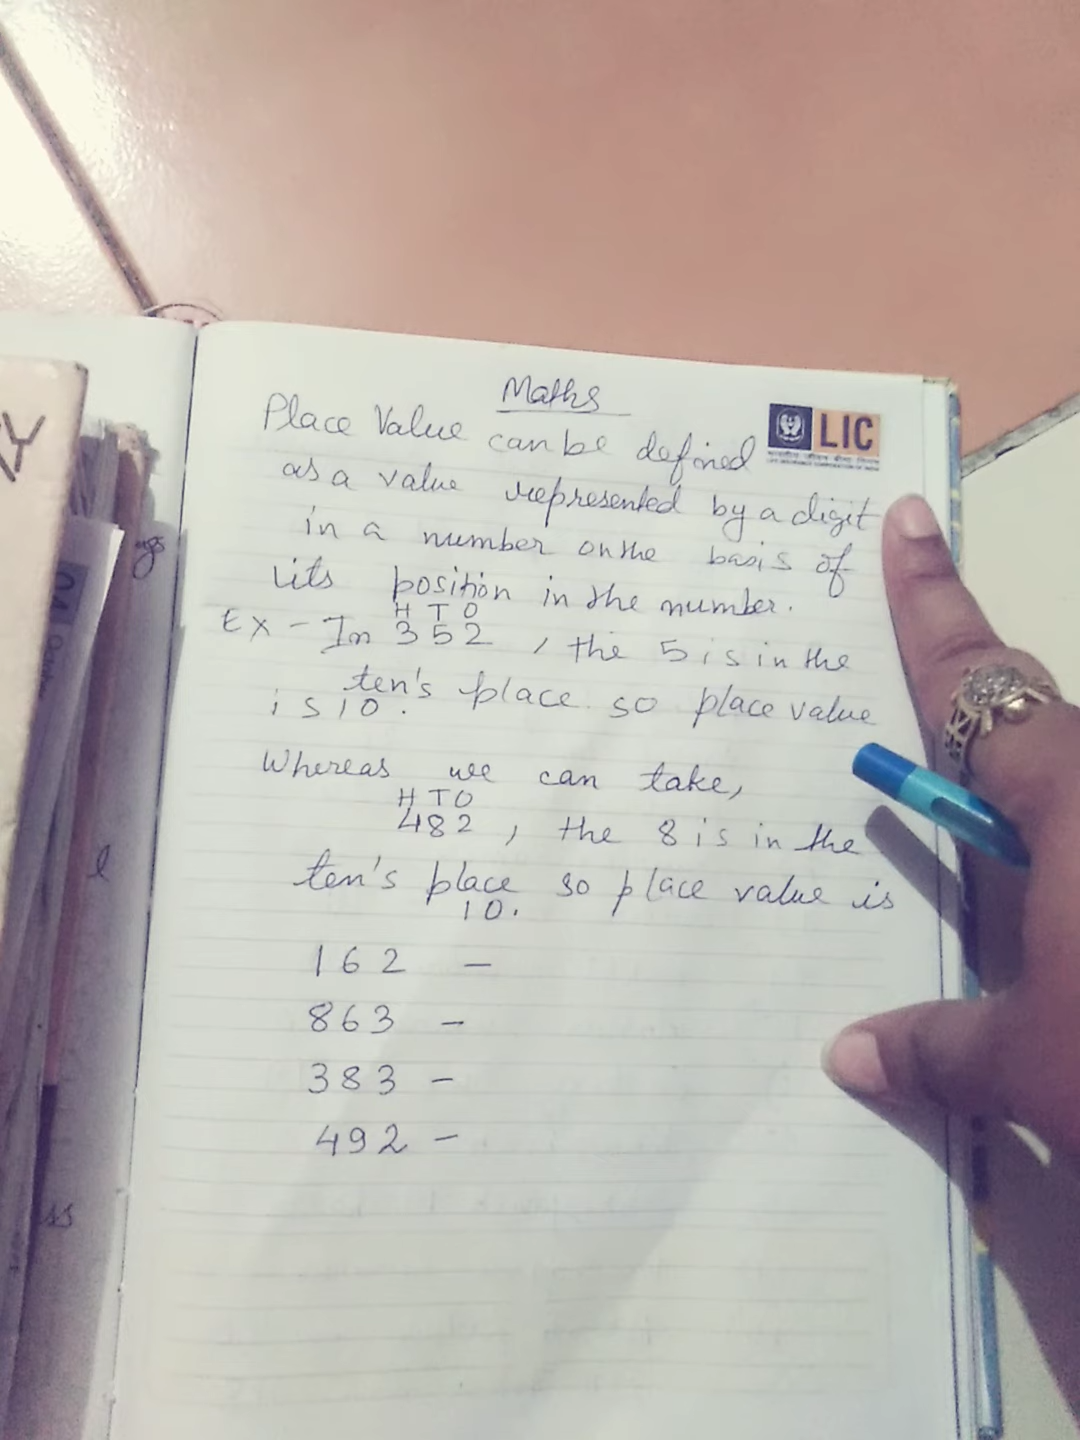 Maths
Place Value can be defined
as a value represented by a digit
in a number on the basis of
its position in the number.
H T O
Ex - In 352, the 5 is in the
ten's place so place value
is 10.
Whereas we can take,
H T O
482, the 8 is in the
ten's place so place value is
10.
162 -
863 -
383 -
492 -
LIC